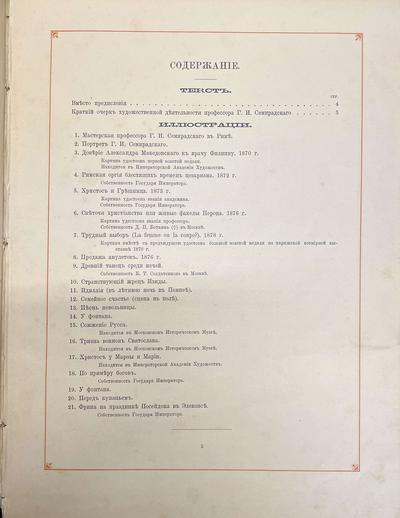 СОДЕРЖАНІЕ.
ТЕКСТЪ.
СТР.
Вмѣсто предисловія . . . . . . . . . . . . . . . . . . . . 4
Краткій очеркъ художественной дѣятельности профессора Г. И. Семирадскаго . . . . . . 5
ИЛЛЮСТРАЦІИ.
1. Мастерская профессора Г. И. Семирадскаго въ Римѣ.
2. Портретъ Г. И. Семирадскаго.
3. Довѣріе Александра Македонскаго къ врачу Филиппу. 1870 г.
Картина удостоена первой золотой медали.
Находится въ Императорской Академіи Художествъ.
4. Римская оргія блестящихъ временъ цезаризма. 1872 г.
Собственность Государя Императора.
5. Христосъ и Грѣшница. 1873 г.
Картина удостоена званія академика.
Собственность Государя Императора.
6. Свѣточи христіанства или живые факелы Нерона. 1876 г.
Картина удостоена званія профессора.
Собственность Д. П. Боткина (†) въ Москвѣ.
7. Трудный выборъ (La femme ou la coupe?). 1878 г.
Картина вмѣстѣ съ предыдущею удостоена большой золотой медали на парижской всемірной вы-
ставкѣ 1878 г.
8. Продажа амулетовъ. 1876 г.
9. Древній танецъ среди мечей.
Собственность К. Т. Солдатенкова въ Москвѣ.
10. Странствующій жрецъ Изиды.
11. Идиллія (въ лѣтнюю ночь въ Помпеѣ).
12. Семейное счастье (сцена въ полѣ).
13. Пѣснь невольницы.
14. У фонтана.
15. Сожженіе Русса.
Находится въ Московскомъ Историческомъ Музеѣ.
16. Тризна воиновъ Святослава.
Находится въ Московскомъ Историческомъ Музеѣ.
17. Христосъ у Марѳы и Маріи.
Находится въ Императорской Академіи Художествъ.
18. По примѣру боговъ.
Собственность Государя Императора.
19. У фонтана.
20. Передъ купаньемъ.
21. Фрина на праздникѣ Посейдона въ Элевзисѣ.
Собственность Государя Императора.